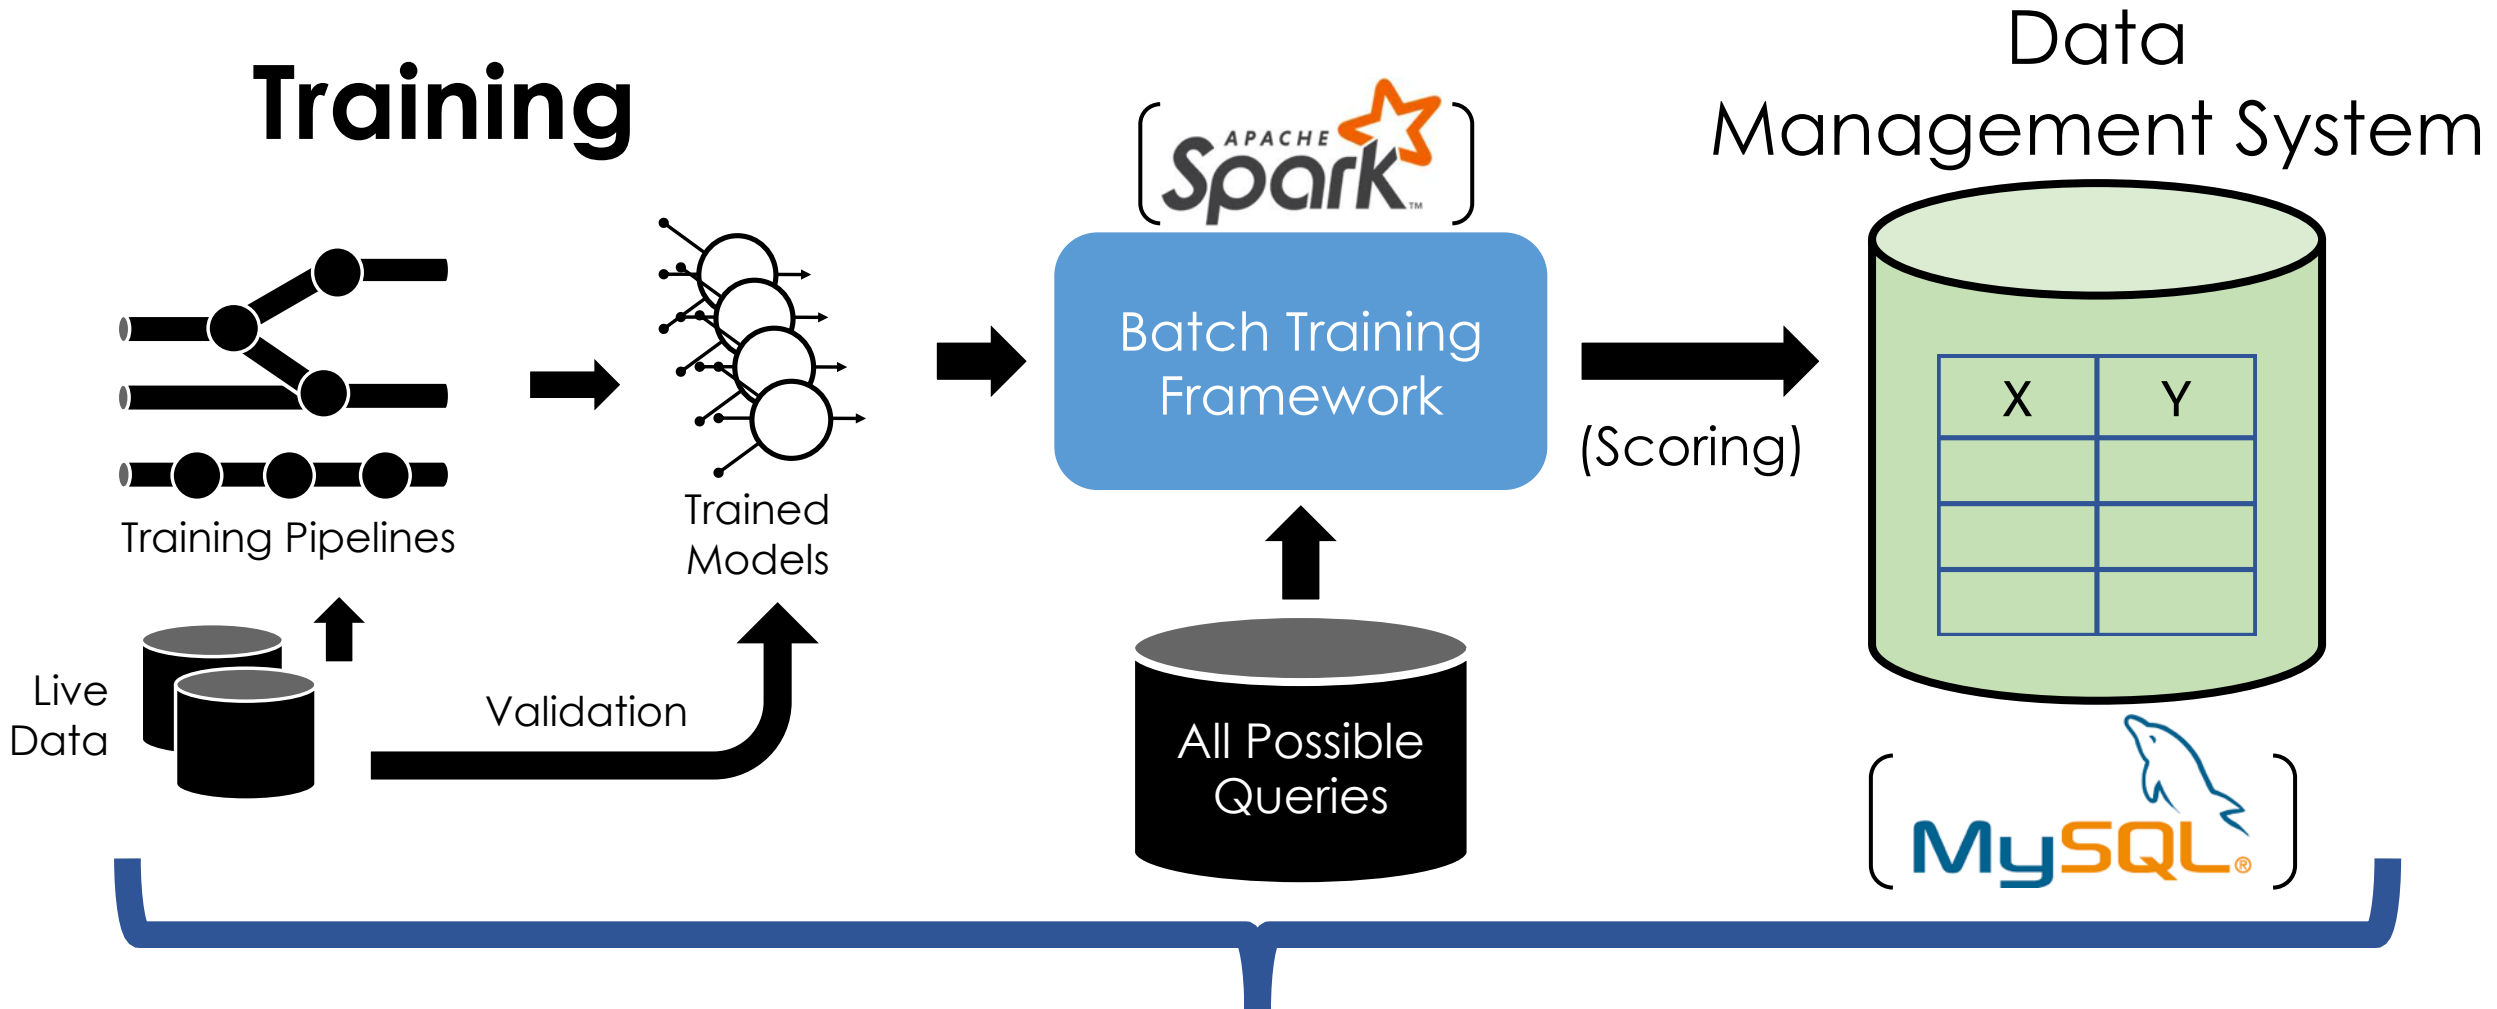 Training
Training Pipelines
Live
Data
Validation
Trained
Models
APACHE
Spark™
Batch Training
Framework
All Possible
Queries
(Scoring)
Data
Management System
X Y
MySQL®